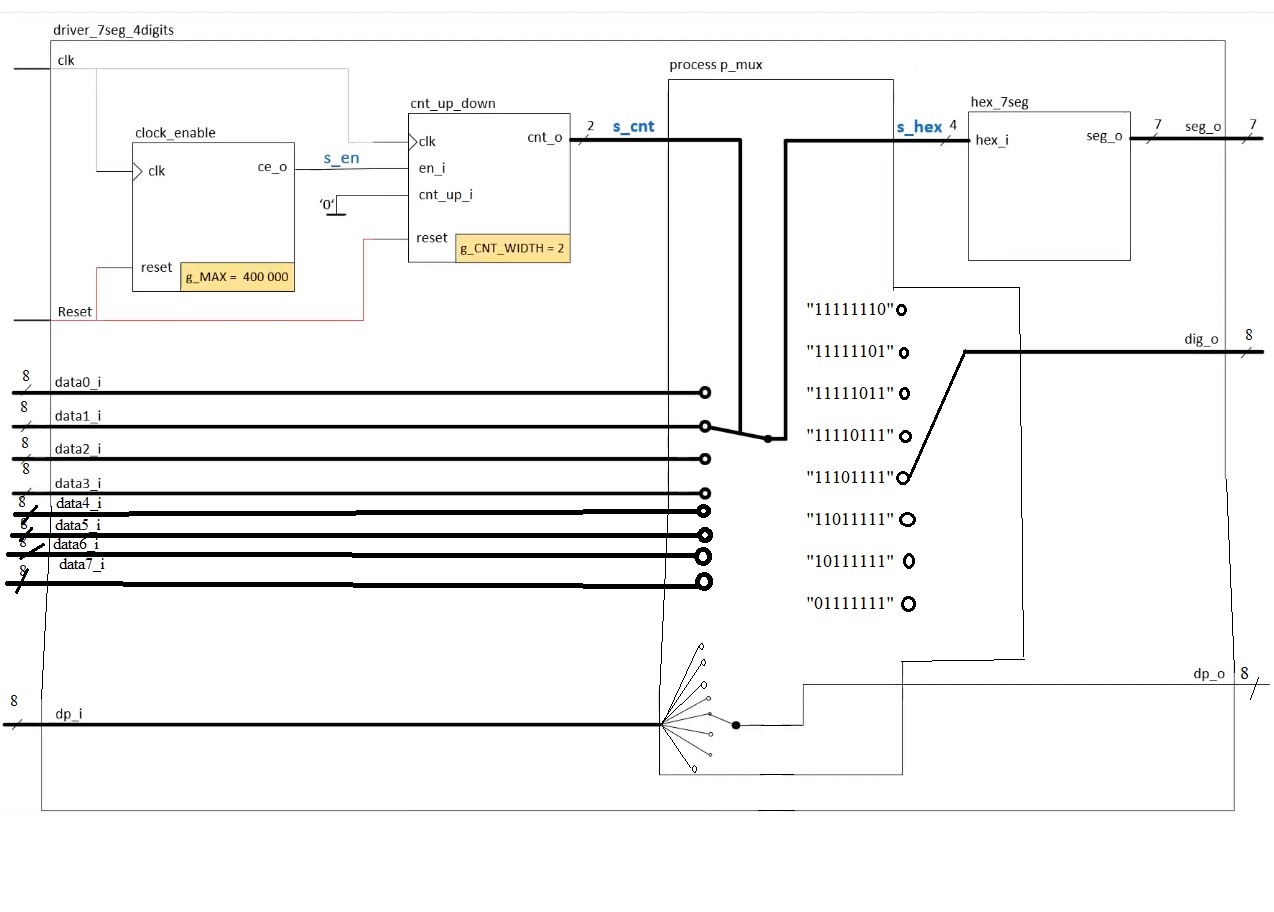 driver_7seg_4digits
clk
process p_mux
cnt_up_down
hex_7seg
clock_enable
clk
cnt_o
2
s_cnt
s_hex
4
hex_i
seg_o
7
seg_o
7
clk
ce_o
s_en
en_i
'0'
cnt_up_i
reset
g_CNT_WIDTH = 2
reset
g_MAX = 400 000
Reset
"11111110"
"11111101"
dig_o
8
8
data0_i
"11111011"
8
data1_i
"11110111"
8
data2_i
8
data3_i
"11101111"
8
data4_i
8
data5_i
"11011111"
8
data6_i
8
data7_i
"10111111"
"01111111"
dp_o
8
8
dp_i